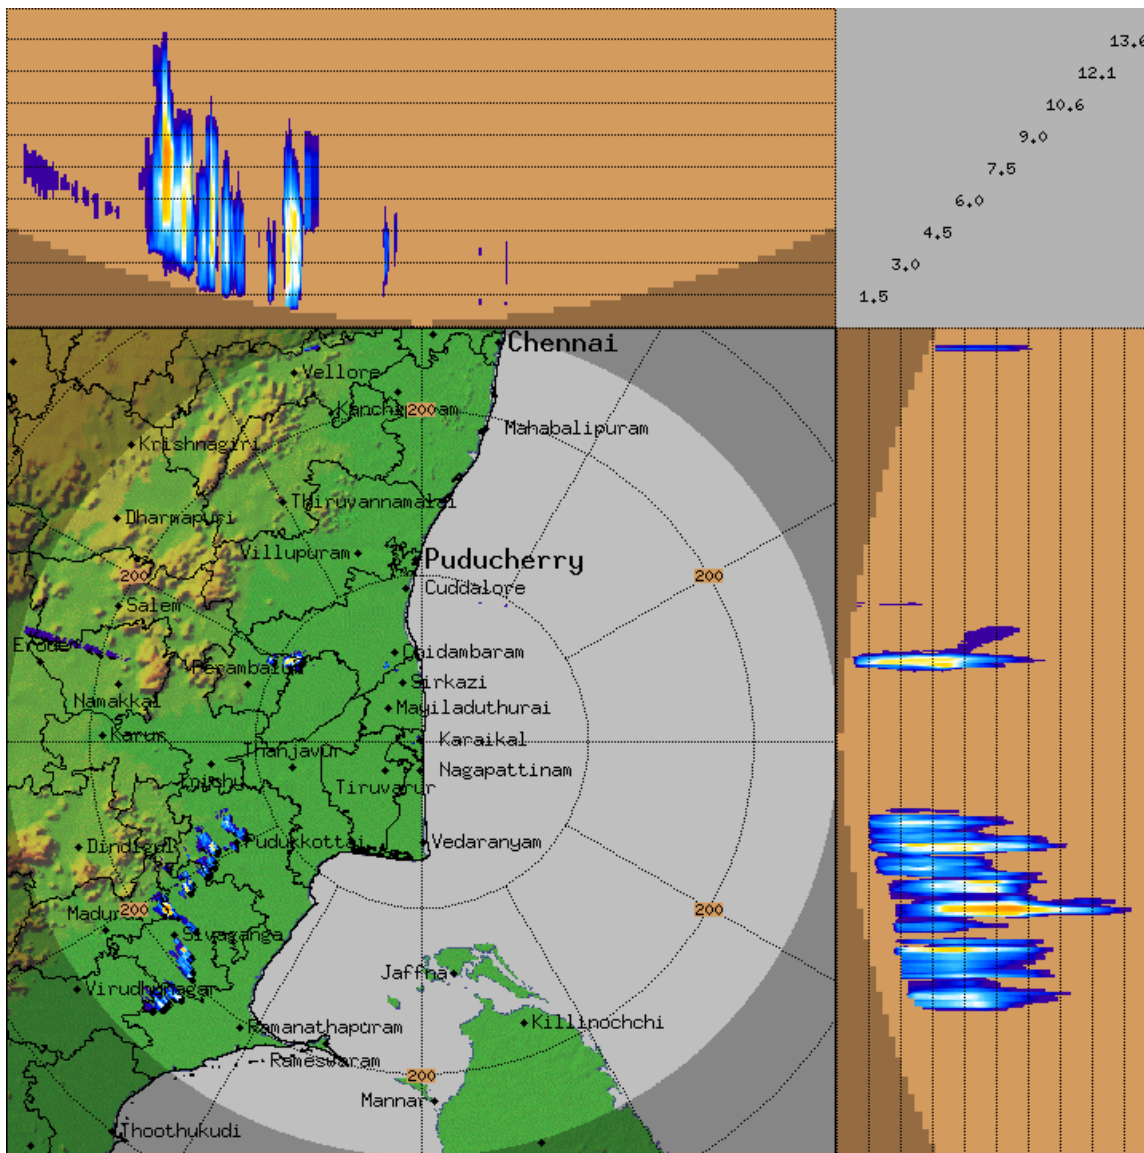 13.6
12.1
10.6
9.0
7.5
6.0
4.5
3.0
1.5
Chennai
Vellore
200
Mahabalipuram
Krishnagiri
Thiruvannamalai
Dharmapuri
Villupuram
Puducherry
200
200
Cuddalore
Salem
Erode
Chidambaram
Perambalur
Sirkazi
Namakkal
Mayiladuthurai
Karur
Karaikal
Thanjavur
Nagapattinam
Trichy
Tiruvarur
Dindigul
Pudukkottai
Vedaranyam
200
200
Madurai
Sivaganga
Jaffna
Virudhunagar
Ramanathapuram
Killinochchi
Rameswaram
200
Mannar
Thoothukudi